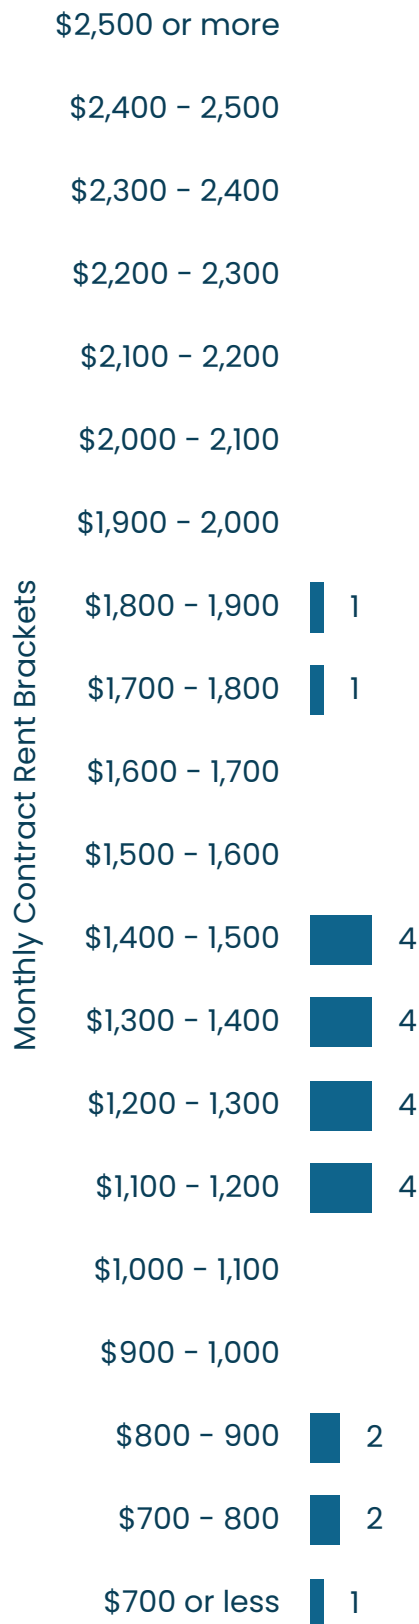 Monthly Contract Rent Brackets
$2,500 or more
$2,400 - 2,500
$2,300 - 2,400
$2,200 - 2,300
$2,100 - 2,200
$2,000 - 2,100
$1,900 - 2,000
$1,800 - 1,900 1
$1,700 - 1,800 1
$1,600 - 1,700
$1,500 - 1,600
$1,400 - 1,500 4
$1,300 - 1,400 4
$1,200 - 1,300 4
$1,100 - 1,200 4
$1,000 - 1,100
$900 - 1,000
$800 - 900 2
$700 - 800 2
$700 or less 1